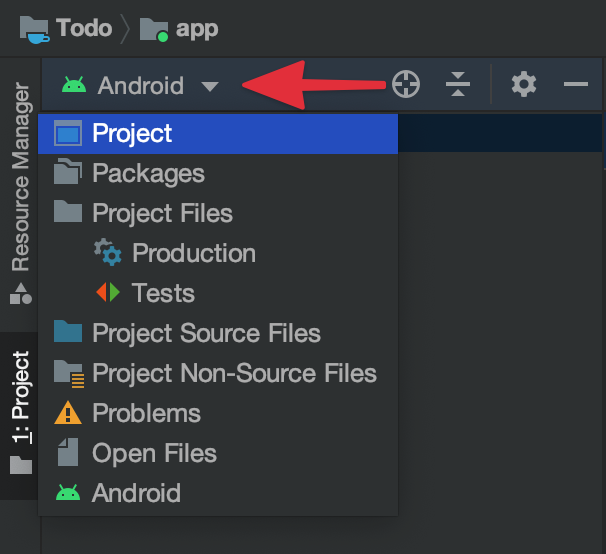 Todo app
Android
Resource Manager
1: Project
Project
Packages
Project Files
Production
Tests
Project Source Files
Project Non-Source Files
Problems
Open Files
Android